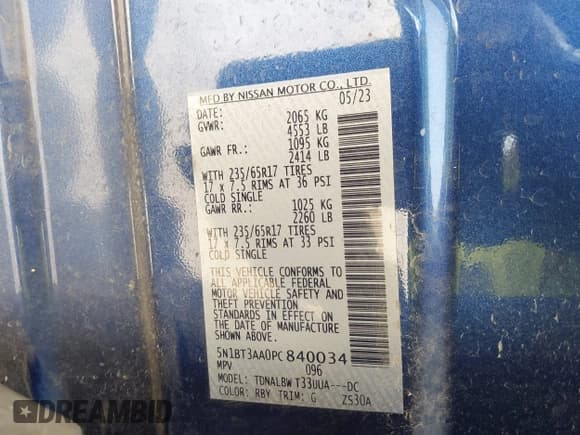 MFD BY NISSAN MOTOR CO., LTD.
DATE: 05/23
GVWR: 2065 KG
4553 LB
GAWR FR.: 1095 KG
2414 LB
WITH 235/65R17 TIRES
17 x 7.5 RIMS AT 36 PSI
COLD SINGLE
GAWR RR.: 1025 KG
2260 LB
WITH 235/65R17 TIRES
17 x 7.5 RIMS AT 33 PSI
COLD SINGLE
THIS VEHICLE CONFORMS TO
ALL APPLICABLE FEDERAL
MOTOR VEHICLE SAFETY AND
THEFT PREVENTION
STANDARDS IN EFFECT ON
THE DATE OF MANUFACTURE
SHOWN ABOVE.
5N1BT3AA0PC840034
MPV 096
MODEL: TDNALBW T33UUA---DC
COLOR: RBY TRIM: G ZS30A
STATAUTOBID